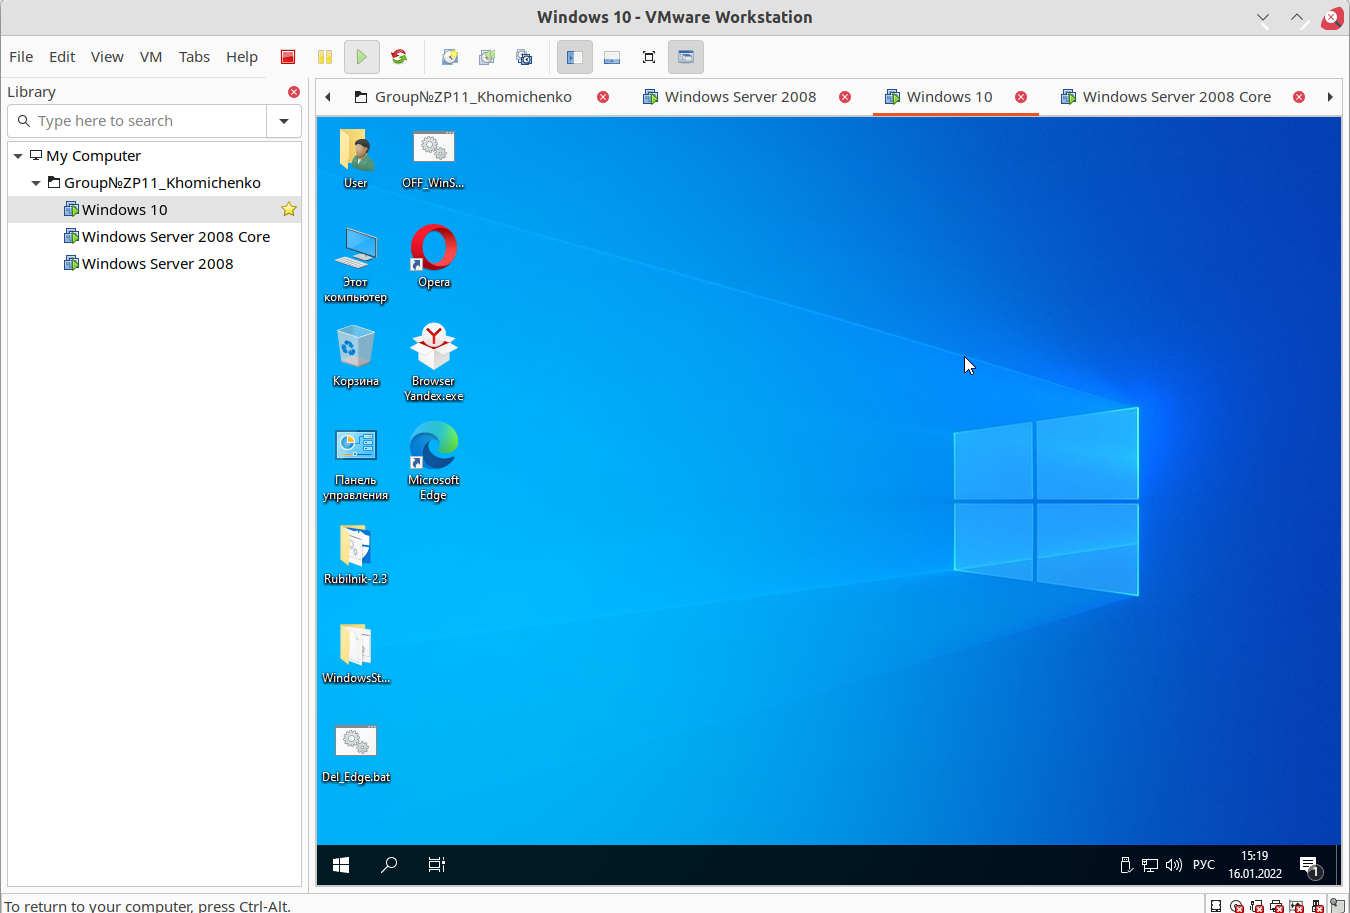 Windows 10 - VMware Workstation
File Edit View VM Tabs Help
Library
Type here to search
My Computer
Group№ZP11_Khomichenko
Windows 10
Windows Server 2008 Core
Windows Server 2008
Group№ZP11_Khomichenko
Windows Server 2008
Windows 10
Windows Server 2008 Core
User
OFF_WinS...
Этот
компьютер
Opera
Корзина
Browser
Yandex.exe
Панель
управления
Microsoft
Edge
Rubilnik-2.3
WindowsSt...
Del_Edge.bat
РУС
15:19
16.01.2022
1
To return to your computer, press Ctrl-Alt.